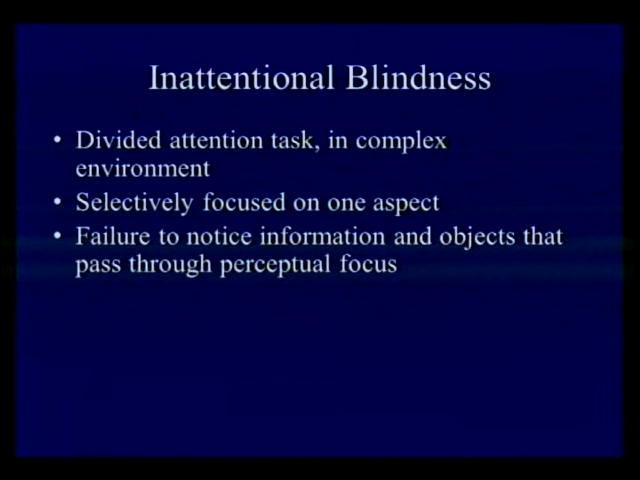 Inattentional Blindness
• Divided attention task, in complex
environment
• Selectively focused on one aspect
• Failure to notice information and objects that
pass through perceptual focus